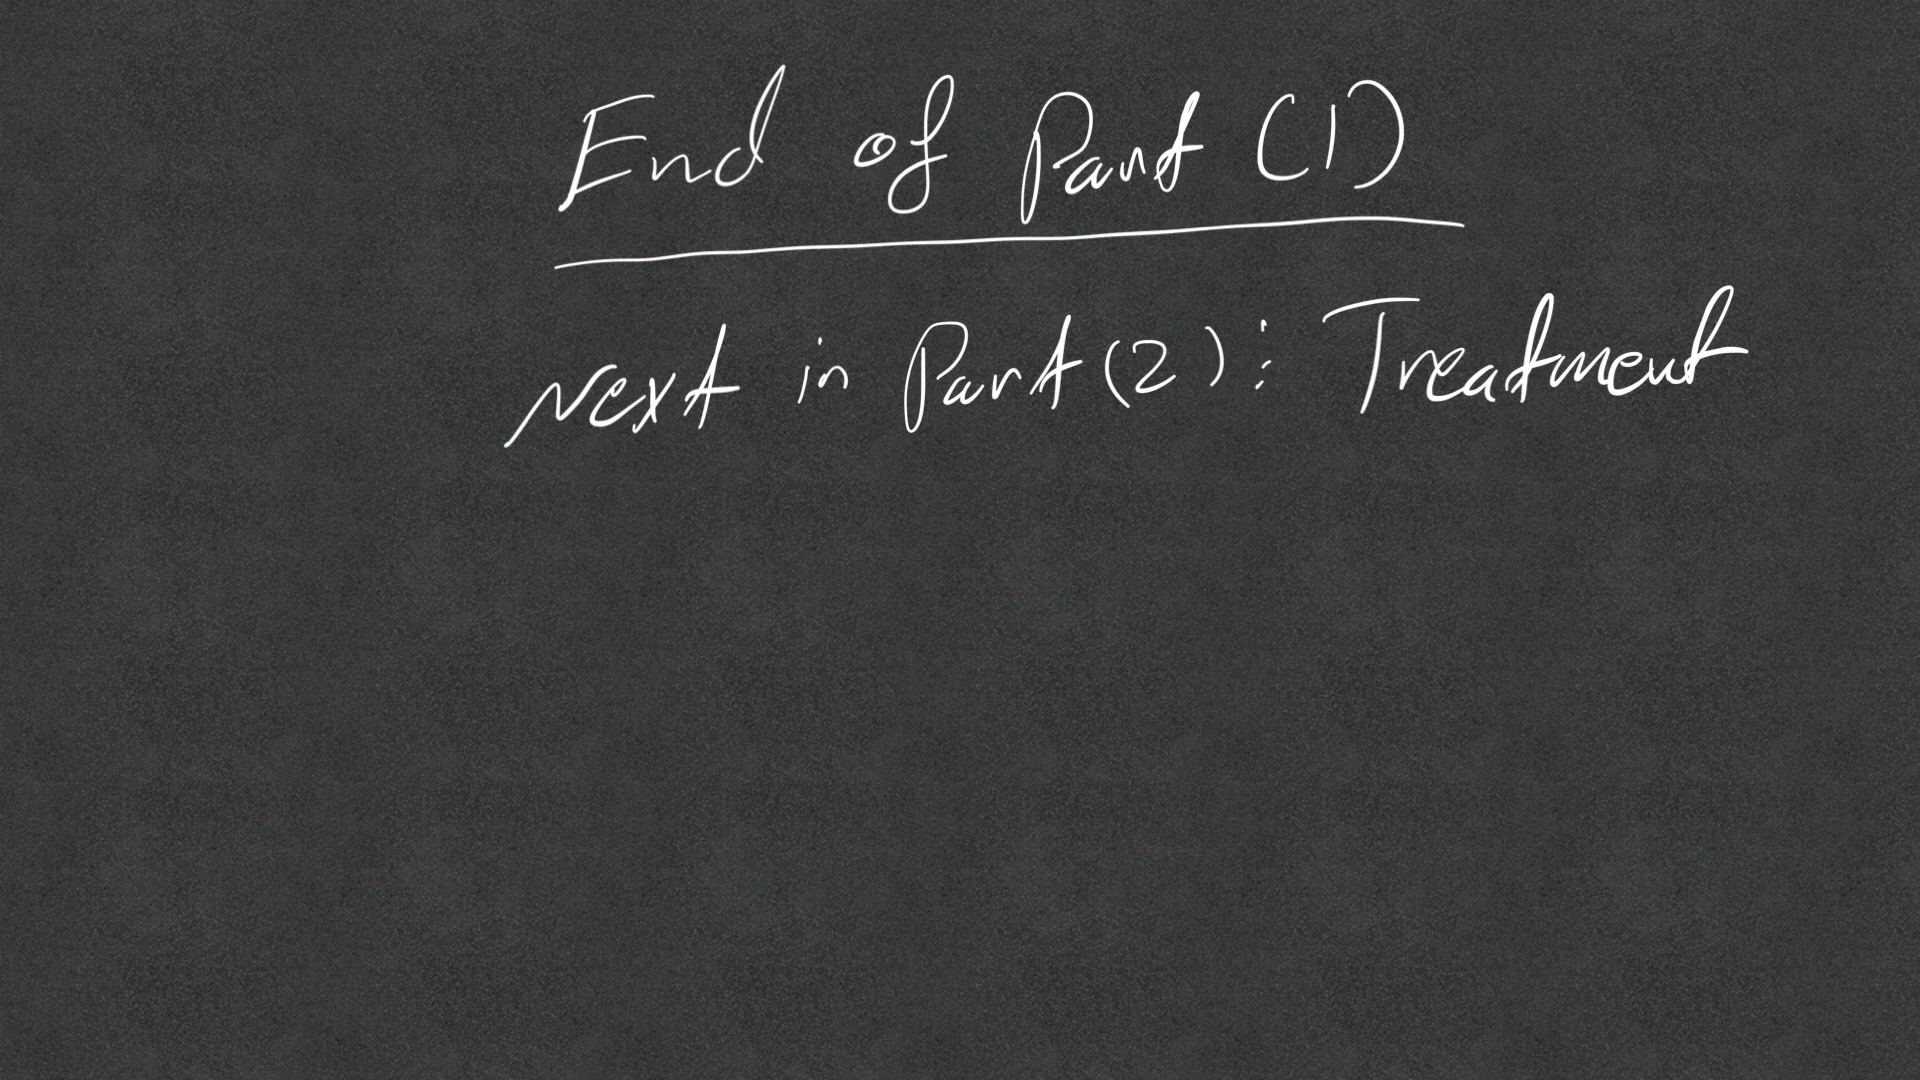 End of Part (1)
Next in Part (2): Treatment